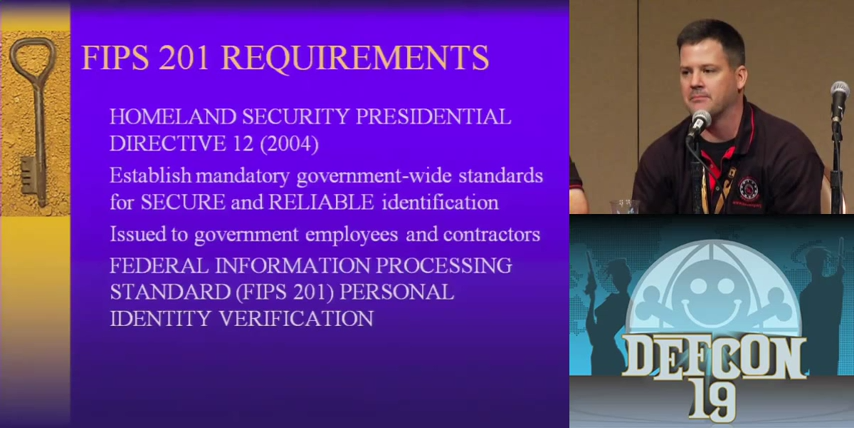 FIPS 201 REQUIREMENTS
HOMELAND SECURITY PRESIDENTIAL
DIRECTIVE 12 (2004)
Establish mandatory government-wide standards
for SECURE and RELIABLE identification
Issued to government employees and contractors
FEDERAL INFORMATION PROCESSING
STANDARD (FIPS 201) PERSONAL
IDENTITY VERIFICATION
DEFCON
19